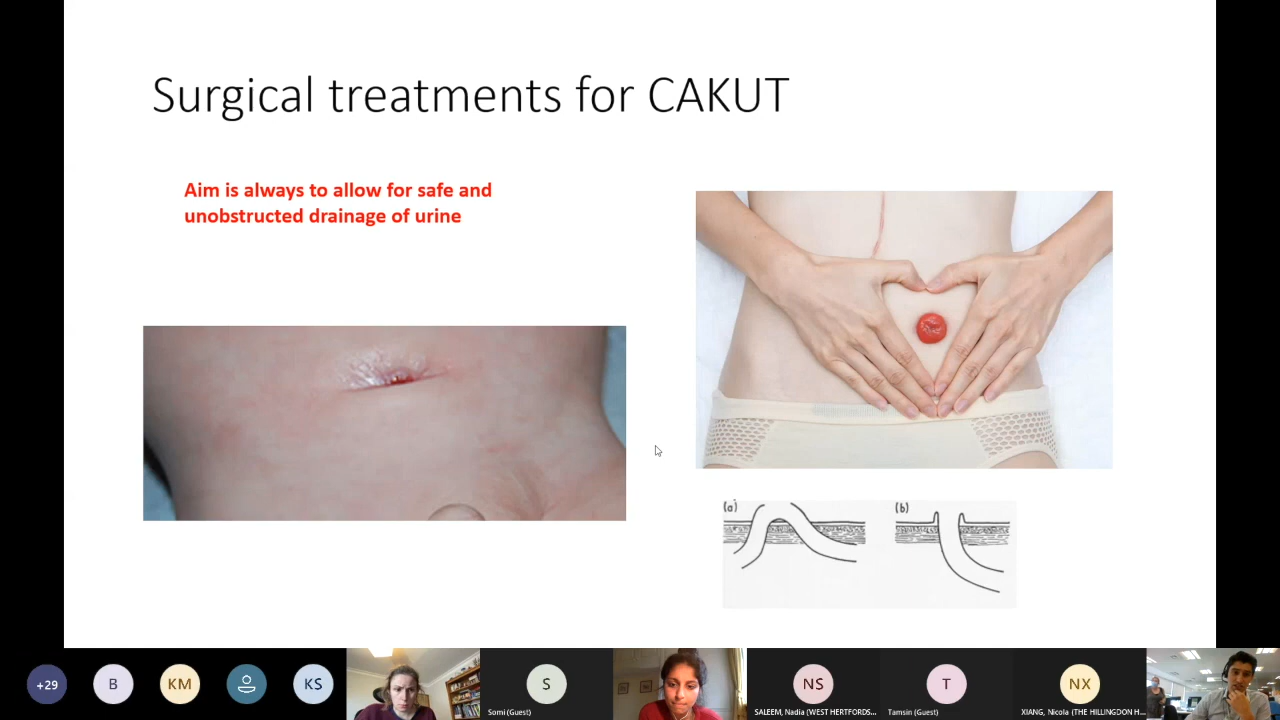 Surgical treatments for CAKUT
Aim is always to allow for safe and
unobstructed drainage of urine
(a)
(b)
+29
B
KM
KS
S
Somi (Guest)
NS
SALEEM, Nadia (WEST HERTFORDS...
T
Tamsin (Guest)
NX
XIANG, Nicola (THE HILLINGDON H...